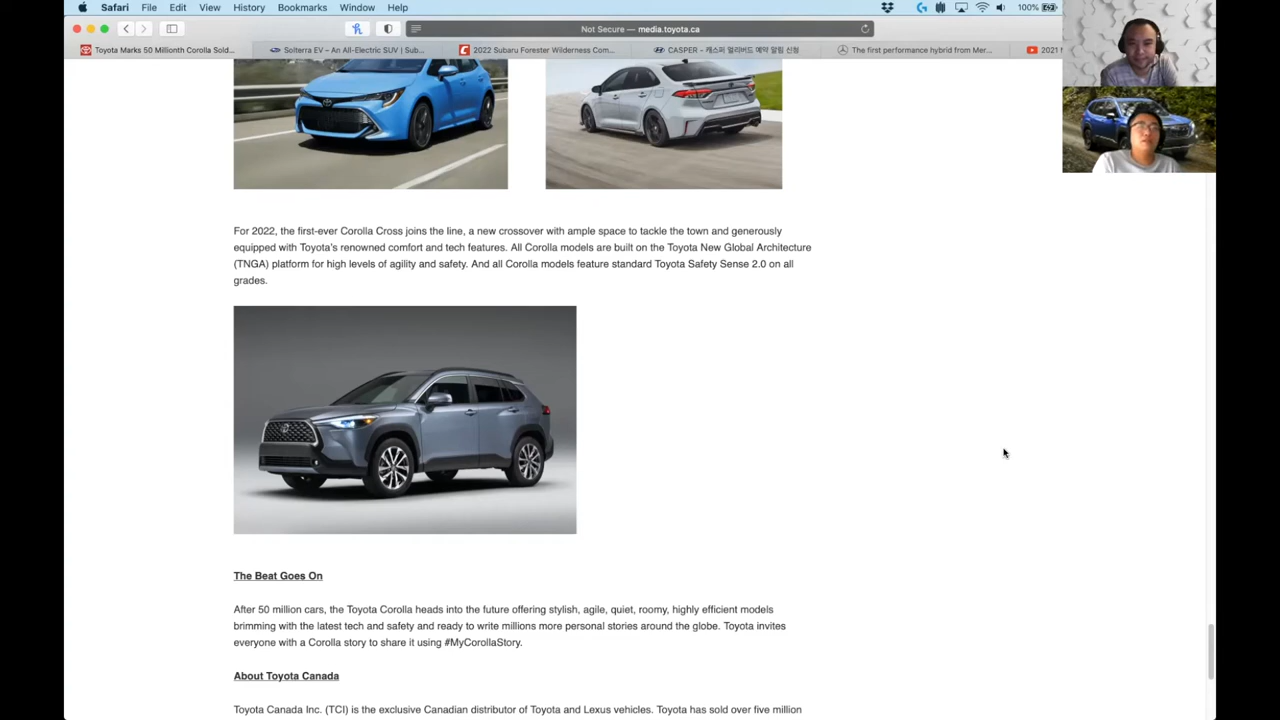 Safari File Edit View History Bookmarks Window Help 100%
Not Secure — media.toyota.ca
Toyota Marks 50 Millionth Corolla Sold... Solterra EV – An All-Electric SUV | Sub... 2022 Subaru Forester Wilderness Com... CASPER - 캐스퍼 얼리버드 예약 알림 신청 The first performance hybrid from Mer... 2021 N
For 2022, the first-ever Corolla Cross joins the line, a new crossover with ample space to tackle the town and generously
equipped with Toyota's renowned comfort and tech features. All Corolla models are built on the Toyota New Global Architecture
(TNGA) platform for high levels of agility and safety. And all Corolla models feature standard Toyota Safety Sense 2.0 on all
grades.
The Beat Goes On
After 50 million cars, the Toyota Corolla heads into the future offering stylish, agile, quiet, roomy, highly efficient models
brimming with the latest tech and safety and ready to write millions more personal stories around the globe. Toyota invites
everyone with a Corolla story to share it using #MyCorollaStory.
About Toyota Canada
Toyota Canada Inc. (TCI) is the exclusive Canadian distributor of Toyota and Lexus vehicles. Toyota has sold over five million